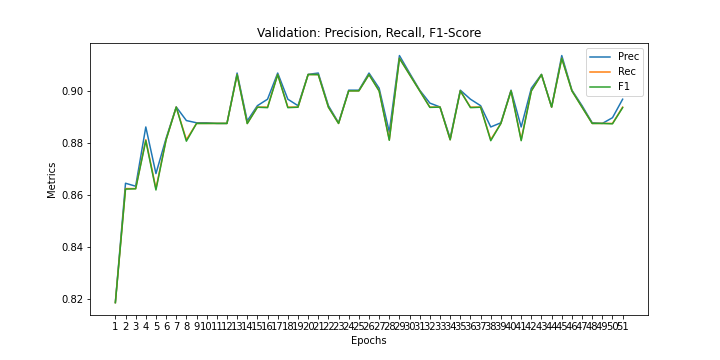 Validation: Precision, Recall, F1-Score
Prec
Rec
F1
0.90
0.88
0.86
0.84
0.82
Metrics
1 2 3 4 5 6 7 8 9 10 11 12 13 14 15 16 17 18 19 20 21 22 23 24 25 26 27 28 29 30 31 32 33 34 35 36 37 38 39 40 41 42 43 44 45 46 47 48 49 50 51
Epochs